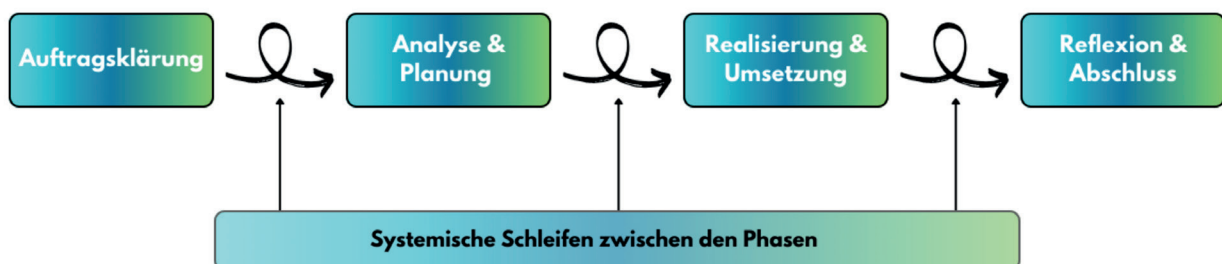 Auftragsklärung
Analyse &
Planung
Realisierung &
Umsetzung
Reflexion &
Abschluss
Systemische Schleifen zwischen den Phasen